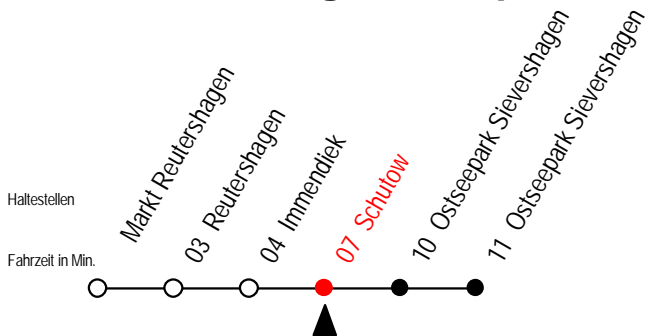 Haltestellen
Fahrzeit in Min.
Markt Reutershagen
03 Reutershagen
04 Immendiek
07 Schutow
10 Ostseepark Sievershagen
11 Ostseepark Sievershagen